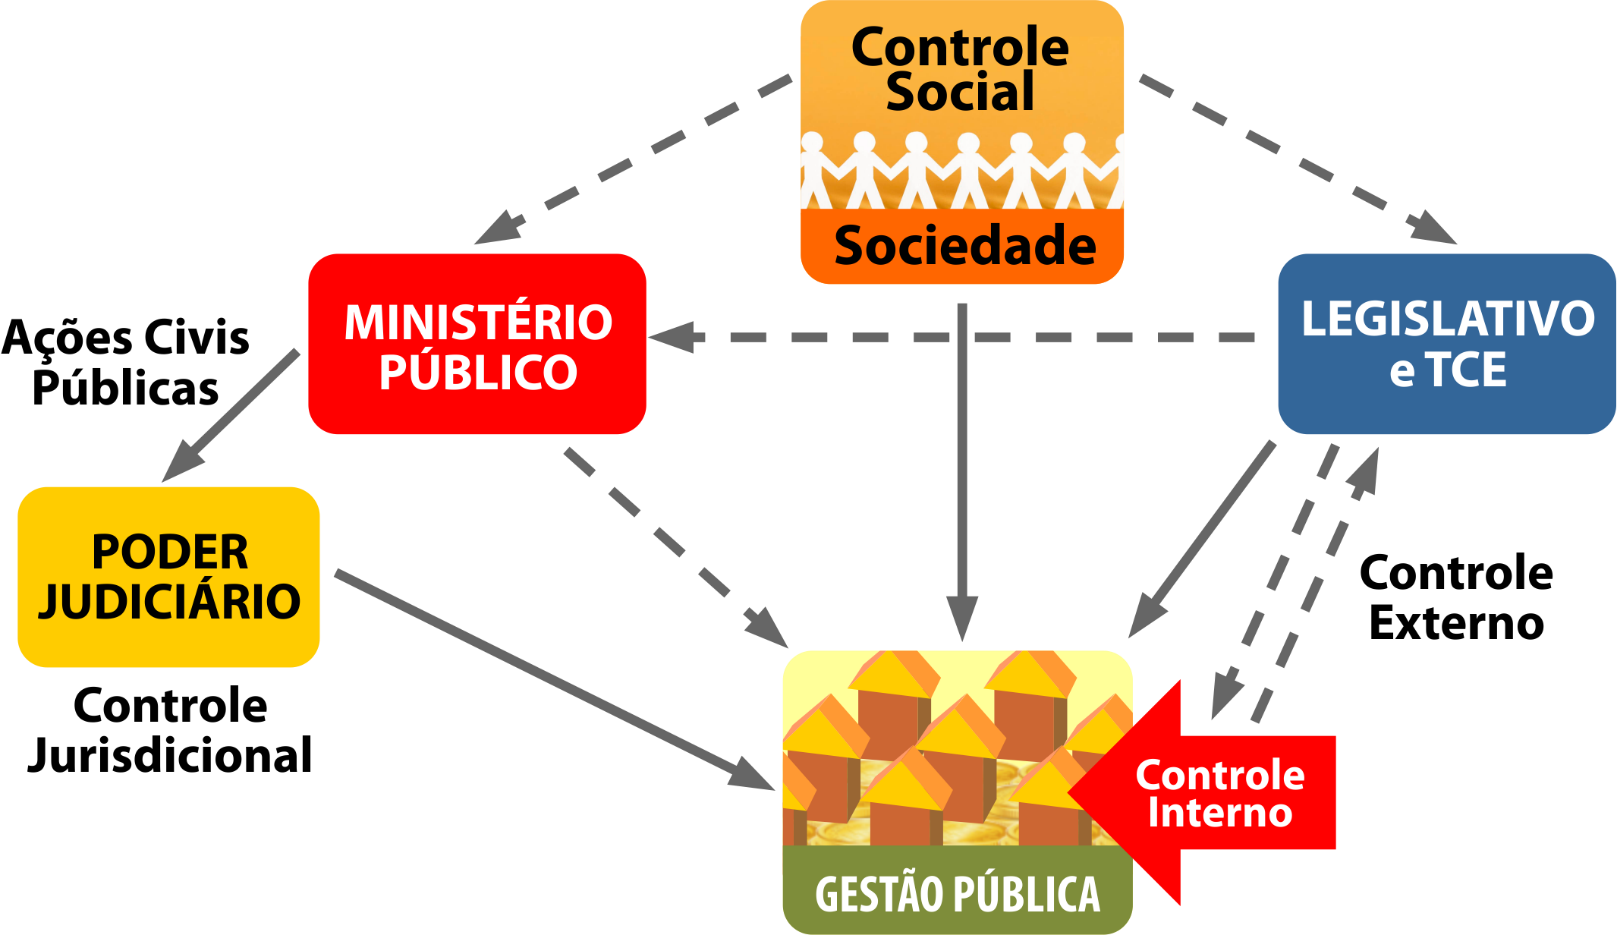 Controle
Social
Sociedade
MINISTÉRIO
PÚBLICO
LEGISLATIVO
e TCE
Ações Civis
Públicas
PODER
JUDICIÁRIO
Controle
Externo
Controle
Jurisdicional
Controle
Interno
GESTÃO PÚBLICA